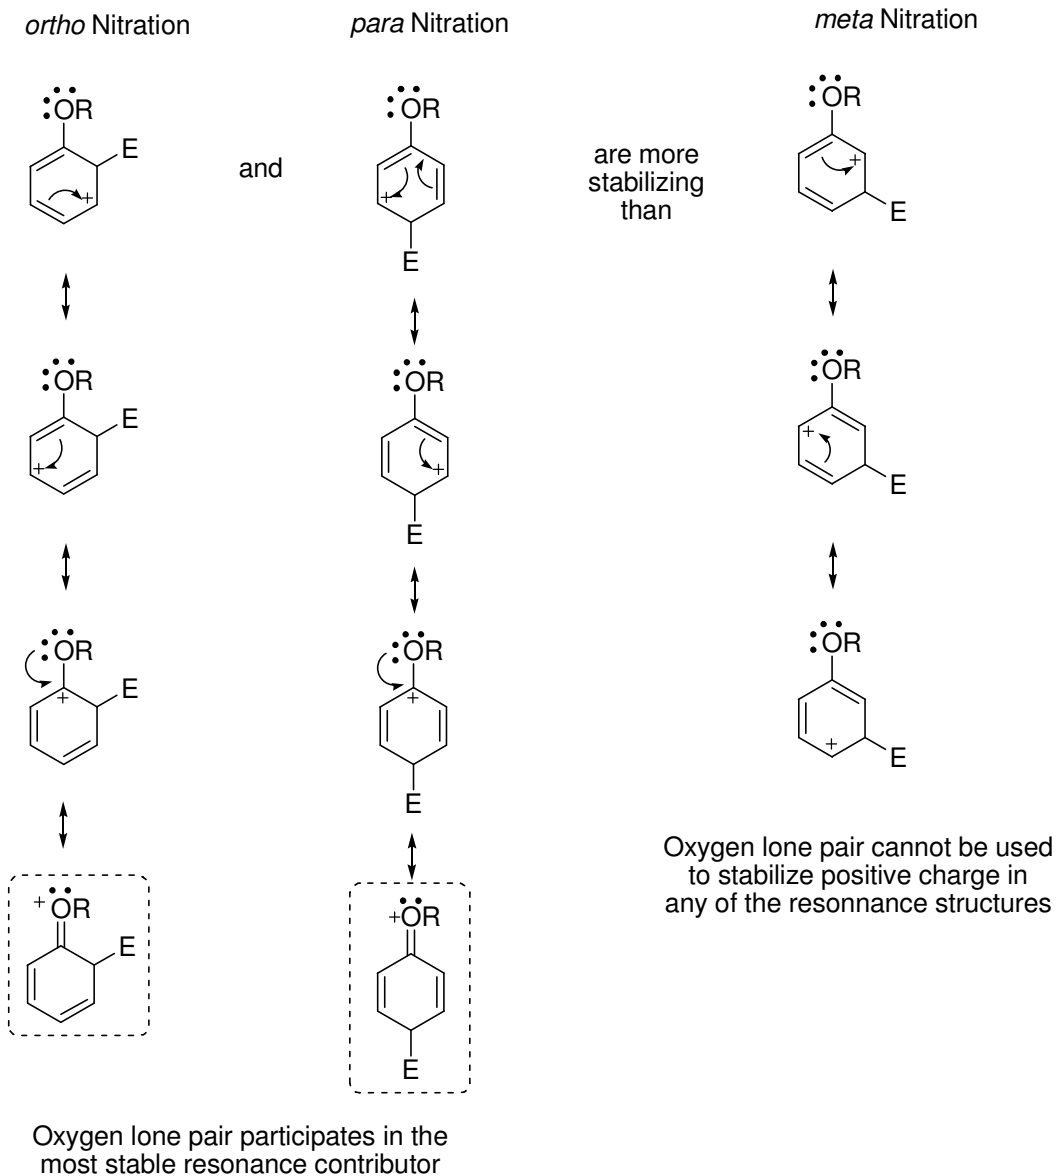 ortho Nitration
para Nitration
meta Nitration
OR
E
+
and
OR
+
E
are more
stabilizing
than
OR
+
E
OR
E
+
OR
+
E
OR
+
E
OR
+
E
OR
+
E
OR
+
E
+
OR
E
+
OR
E
Oxygen lone pair cannot be used
to stabilize positive charge in
any of the resonnance structures
Oxygen lone pair participates in the
most stable resonance contributor